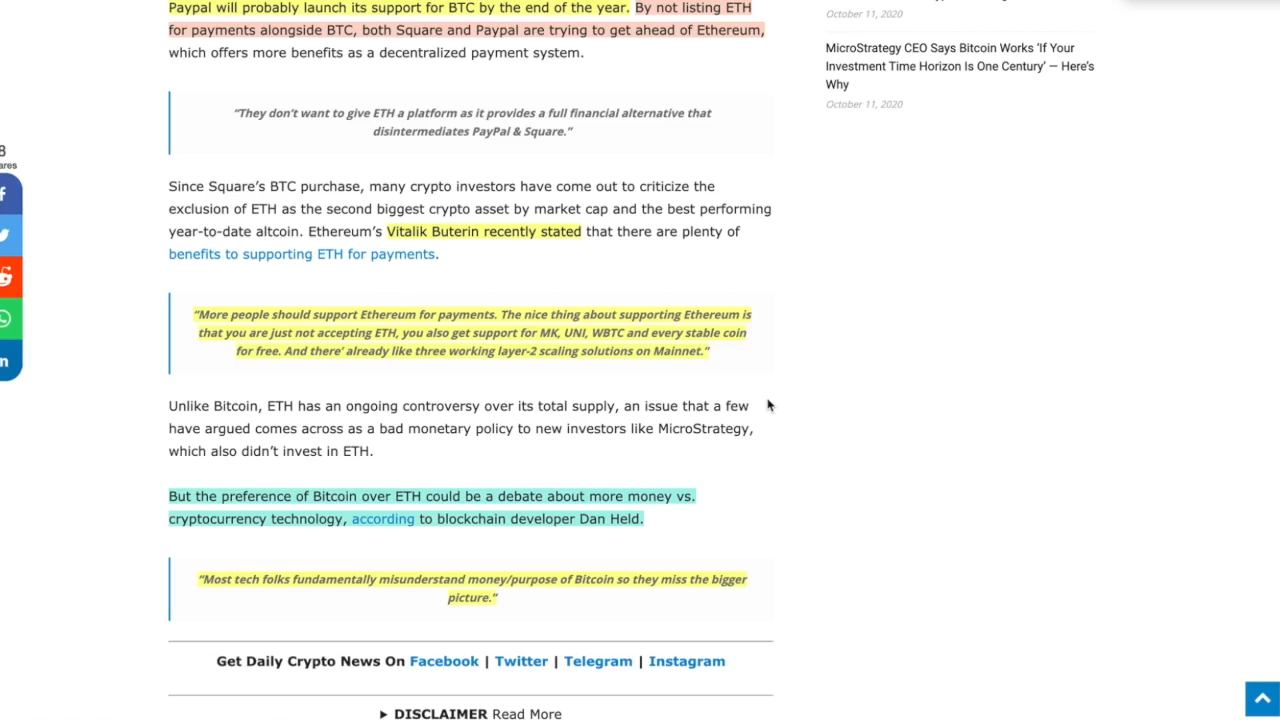 Paypal will probably launch its support for BTC by the end of the year. By not listing ETH
for payments alongside BTC, both Square and Paypal are trying to get ahead of Ethereum,
which offers more benefits as a decentralized payment system.
“They don’t want to give ETH a platform as it provides a full financial alternative that
disintermediates PayPal & Square.”
Since Square’s BTC purchase, many crypto investors have come out to criticize the
exclusion of ETH as the second biggest crypto asset by market cap and the best performing
year-to-date altcoin. Ethereum’s Vitalik Buterin recently stated that there are plenty of
benefits to supporting ETH for payments.
“More people should support Ethereum for payments. The nice thing about supporting Ethereum is
that you are just not accepting ETH, you also get support for MK, UNI, WBTC and every stable coin
for free. And there’ already like three working layer-2 scaling solutions on Mainnet.”
Unlike Bitcoin, ETH has an ongoing controversy over its total supply, an issue that a few
have argued comes across as a bad monetary policy to new investors like MicroStrategy,
which also didn’t invest in ETH.
But the preference of Bitcoin over ETH could be a debate about more money vs.
cryptocurrency technology, according to blockchain developer Dan Held.
“Most tech folks fundamentally misunderstand money/purpose of Bitcoin so they miss the bigger
picture.”
Get Daily Crypto News On Facebook | Twitter | Telegram | Instagram
► DISCLAIMER Read More
October 11, 2020
MicroStrategy CEO Says Bitcoin Works ‘If Your
Investment Time Horizon Is One Century’ — Here’s
Why
October 11, 2020
8
ares